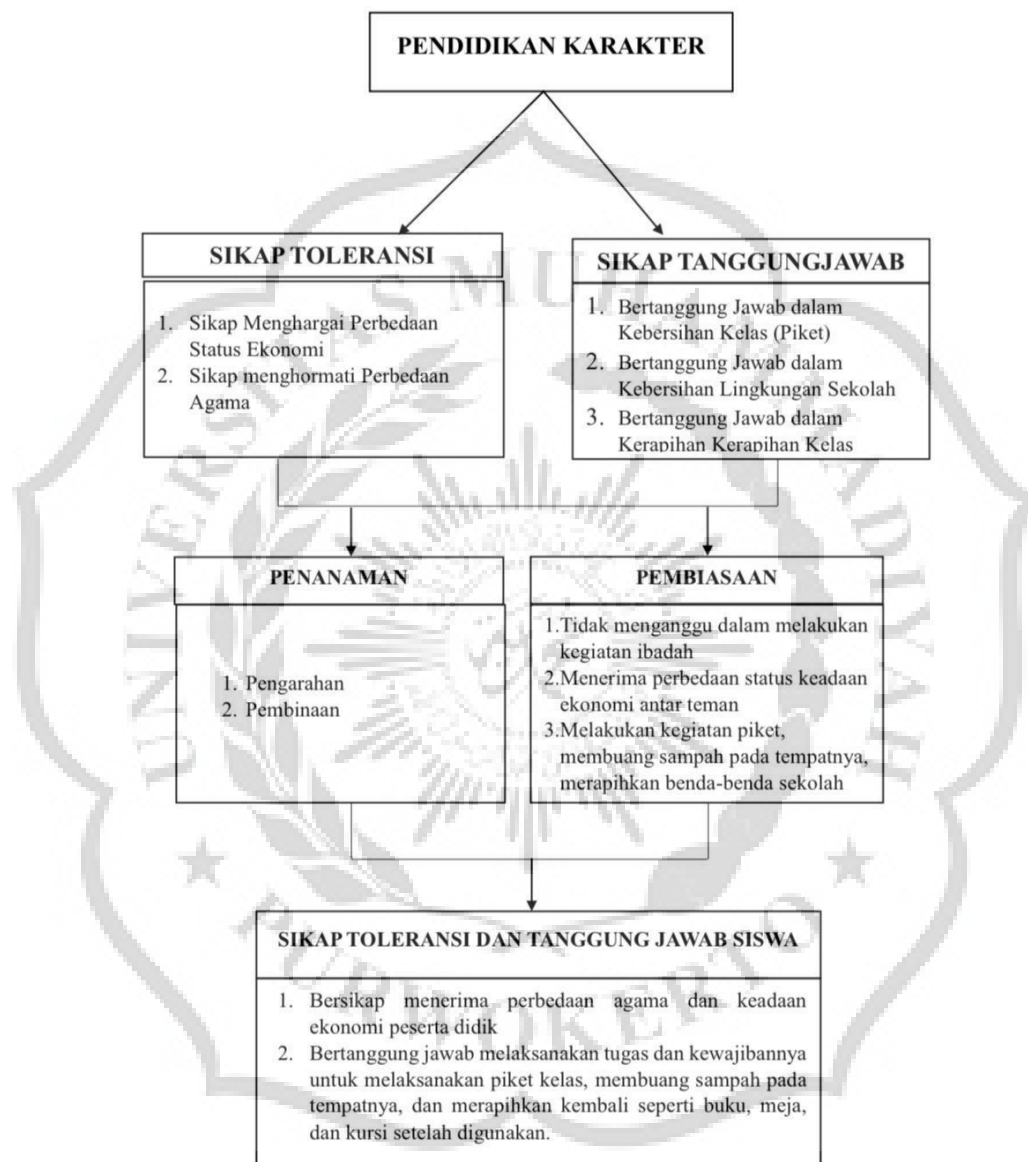 PENDIDIKAN KARAKTER
SIKAP TOLERANSI
1. Sikap Menghargai Perbedaan
Status Ekonomi
2. Sikap menghormati Perbedaan
Agama
SIKAP TANGGUNGJAWAB
1. Bertanggung Jawab dalam
Kebersihan Kelas (Piket)
2. Bertanggung Jawab dalam
Kebersihan Lingkungan Sekolah
3. Bertanggung Jawab dalam
Kerapihan Kerapihan Kelas
PENANAMAN
1. Pengarahan
2. Pembinaan
PEMBIASAAN
1.Tidak menganggu dalam melakukan
kegiatan ibadah
2.Menerima perbedaan status keadaan
ekonomi antar teman
3.Melakukan kegiatan piket,
membuang sampah pada tempatnya,
merapihkan benda-benda sekolah
SIKAP TOLERANSI DAN TANGGUNG JAWAB SISWA
1. Bersikap menerima perbedaan agama dan keadaan
ekonomi peserta didik
2. Bertanggung jawab melaksanakan tugas dan kewajibannya
untuk melaksanakan piket kelas, membuang sampah pada
tempatnya, dan merapihkan kembali seperti buku, meja,
dan kursi setelah digunakan.
UNIVERSITAS MUHAMMADIYAH
PURWOKERTO